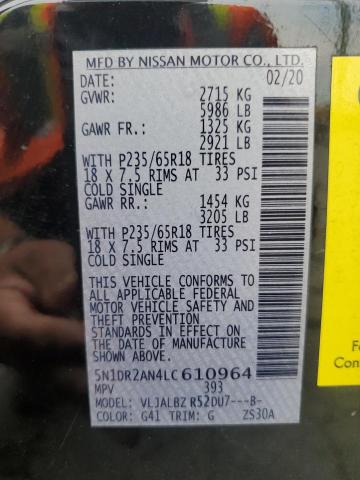 MFD BY NISSAN MOTOR CO., LTD.
DATE: 02/20
GVWR: 2715 KG
5986 LB
GAWR FR.: 1325 KG
2921 LB
WITH P235/65R18 TIRES
18 X 7.5 RIMS AT 33 PSI
COLD SINGLE
GAWR RR.: 1454 KG
3205 LB
WITH P235/65R18 TIRES
18 X 7.5 RIMS AT 33 PSI
COLD SINGLE
THIS VEHICLE CONFORMS TO
ALL APPLICABLE FEDERAL
MOTOR VEHICLE SAFETY AND
THEFT PREVENTION
STANDARDS IN EFFECT ON
THE DATE OF MANUFACTURE
SHOWN ABOVE.
5N1DR2AN4LC610964
MPV 393
MODEL: VLJALBZ R52DU7---B-
COLOR: G41 TRIM: G ZS30A